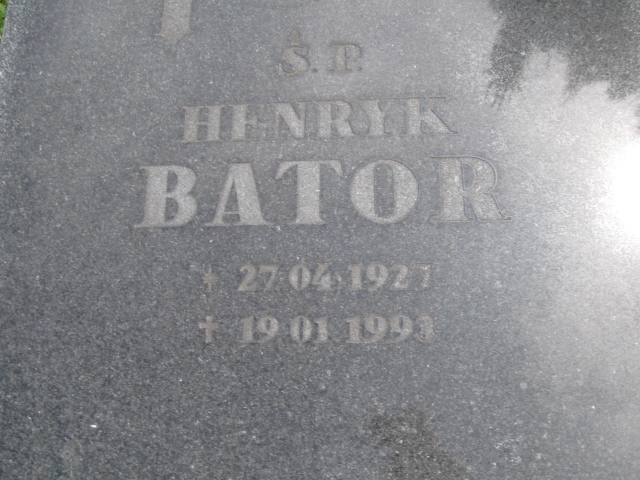 Ś.P.
HENRYK
BATOR
* 27.04.1927
† 19.01.1993